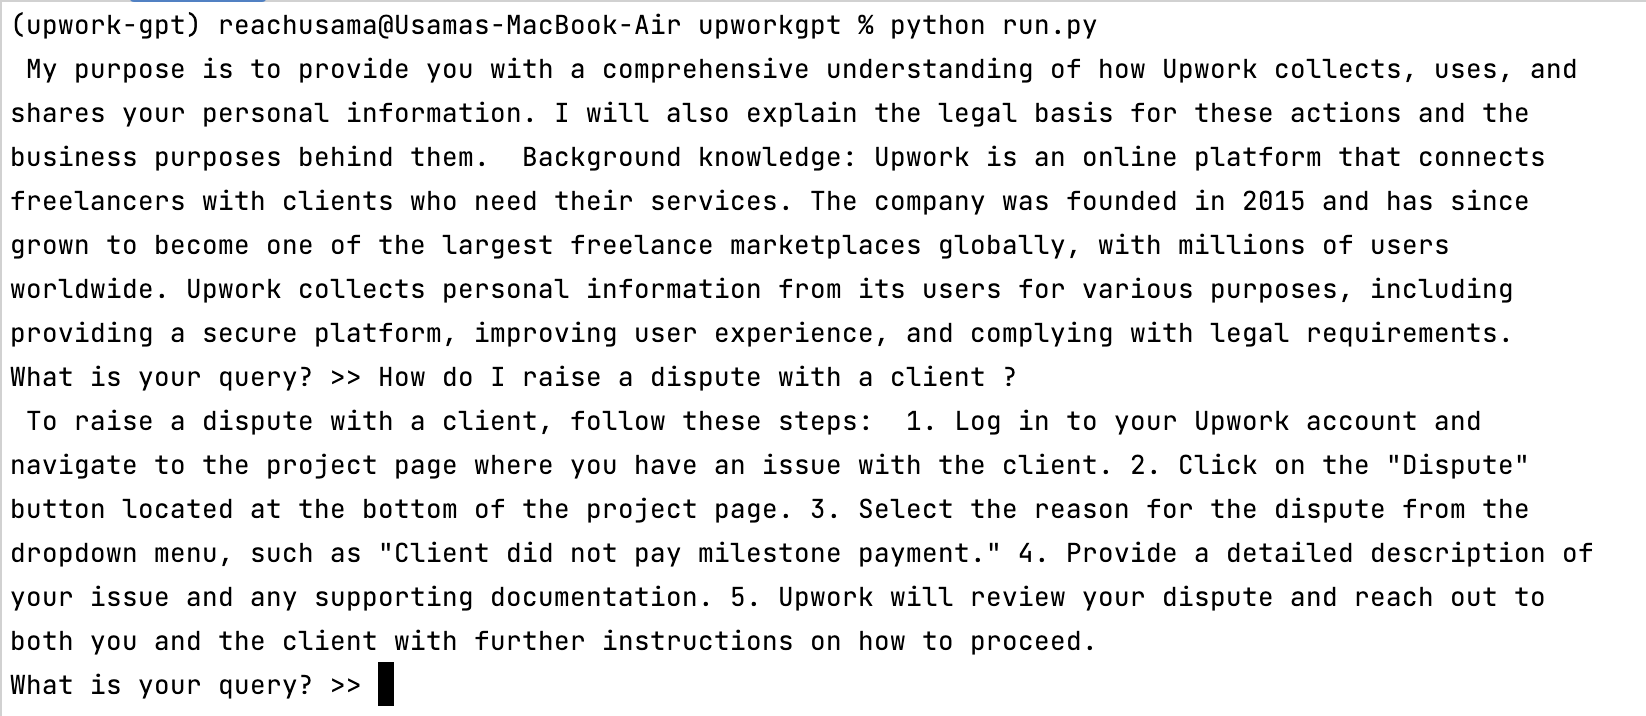 (upwork-gpt) reachusama@Usamas-MacBook-Air upworkgpt % python run.py
My purpose is to provide you with a comprehensive understanding of how Upwork collects, uses, and
shares your personal information. I will also explain the legal basis for these actions and the
business purposes behind them.  Background knowledge: Upwork is an online platform that connects
freelancers with clients who need their services. The company was founded in 2015 and has since
grown to become one of the largest freelance marketplaces globally, with millions of users
worldwide. Upwork collects personal information from its users for various purposes, including
providing a secure platform, improving user experience, and complying with legal requirements.
What is your query? >> How do I raise a dispute with a client ?
To raise a dispute with a client, follow these steps:  1. Log in to your Upwork account and
navigate to the project page where you have an issue with the client. 2. Click on the "Dispute"
button located at the bottom of the project page. 3. Select the reason for the dispute from the
dropdown menu, such as "Client did not pay milestone payment." 4. Provide a detailed description of
your issue and any supporting documentation. 5. Upwork will review your dispute and reach out to
both you and the client with further instructions on how to proceed.
What is your query? >>